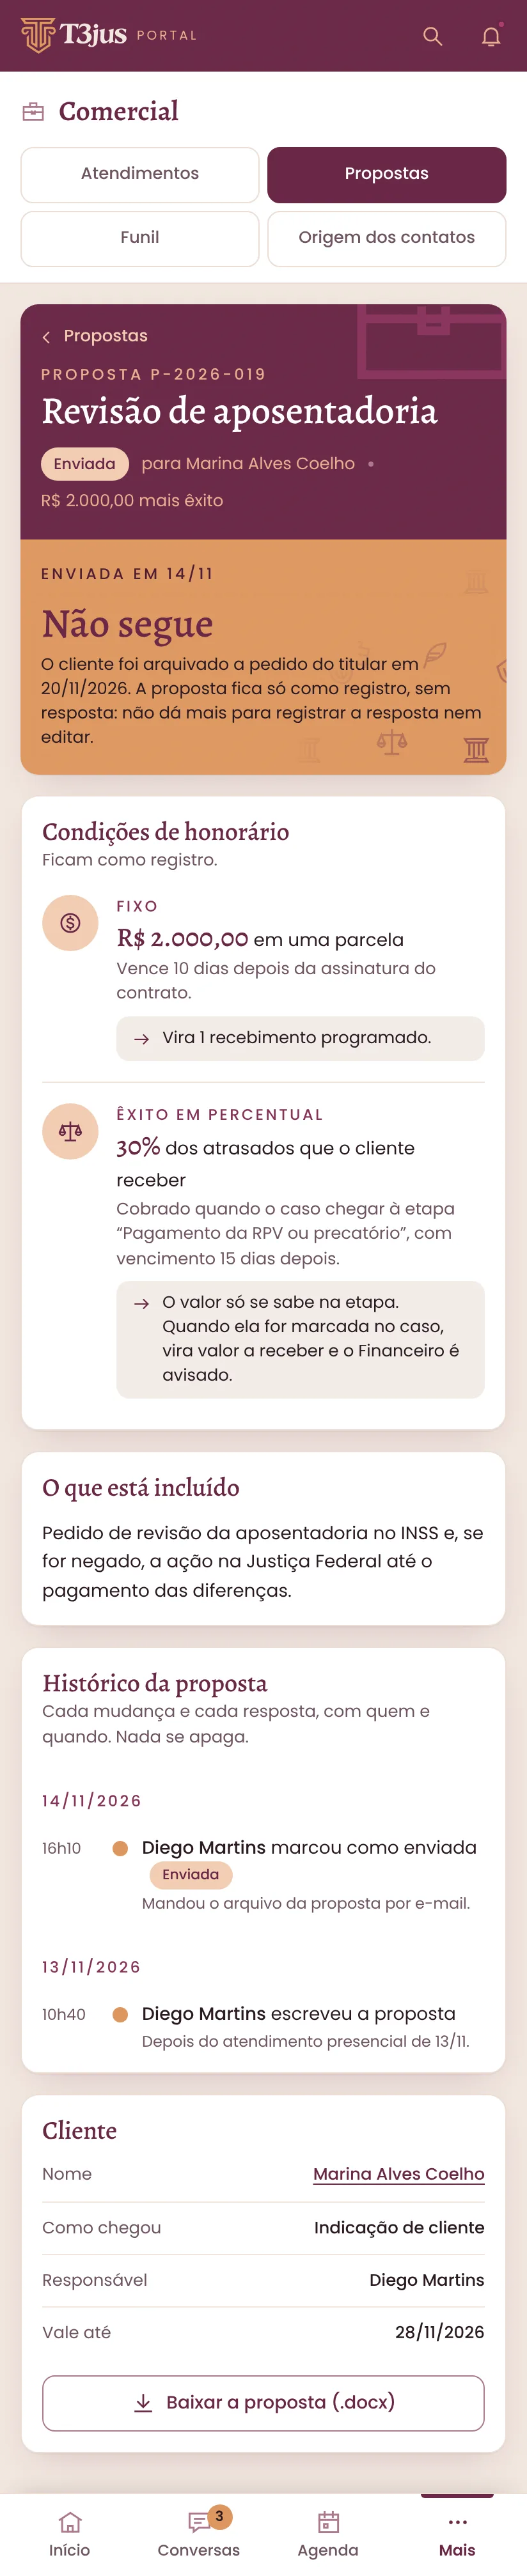 T3jus PORTAL
Comercial
Atendimentos
Propostas
Funil
Origem dos contatos
Propostas
PROPOSTA P-2026-019
Revisão de aposentadoria
Enviada para Marina Alves Coelho •
R$ 2.000,00 mais êxito
ENVIADA EM 14/11
Não segue
O cliente foi arquivado a pedido do titular em
20/11/2026. A proposta fica só como registro, sem
resposta: não dá mais para registrar a resposta nem
editar.
Condições de honorário
Ficam como registro.
FIXO
R$ 2.000,00 em uma parcela
Vence 10 dias depois da assinatura do
contrato.
→ Vira 1 recebimento programado.
ÊXITO EM PERCENTUAL
30% dos atrasados que o cliente
receber
Cobrado quando o caso chegar à etapa
“Pagamento da RPV ou precatório”, com
vencimento 15 dias depois.
→ O valor só se sabe na etapa.
Quando ela for marcada no caso,
vira valor a receber e o Financeiro é
avisado.
O que está incluído
Pedido de revisão da aposentadoria no INSS e, se
for negado, a ação na Justiça Federal até o
pagamento das diferenças.
Histórico da proposta
Cada mudança e cada resposta, com quem e
quando. Nada se apaga.
14/11/2026
16h10 Diego Martins marcou como enviada
Enviada
Mandou o arquivo da proposta por e-mail.
13/11/2026
10h40 Diego Martins escreveu a proposta
Depois do atendimento presencial de 13/11.
Cliente
Nome Marina Alves Coelho
Como chegou Indicação de cliente
Responsável Diego Martins
Vale até 28/11/2026
Baixar a proposta (.docx)
3
Início Conversas Agenda Mais